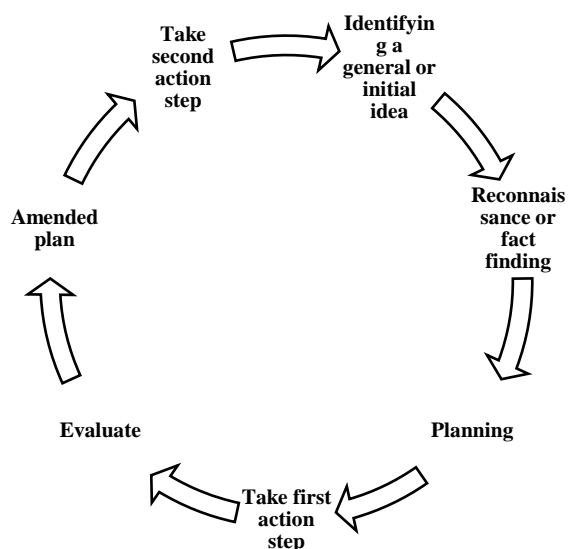 Identifyin
g a
general or
initial
idea
Reconnais
sance or
fact
finding
Planning
Take first
action
step
Evaluate
Amended
plan
Take
second
action
step